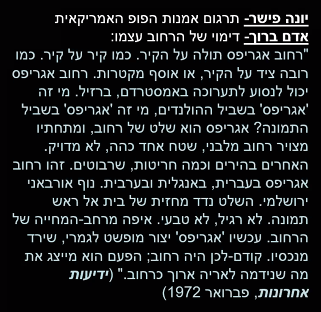 יונה פישר- תרגום אמנות הפופ האמריקאית
אדם ברוך- דימוי של הרחוב עצמו:
"רחוב אגריפס תולה על הקיר. כמו קיר על קיר. כמו
רובה ציד על הקיר, או אוסף מקטרות. רחוב אגריפס
יכול לנסוע לתערוכה באמסטרדם, ברזיל. מי זה
'אגריפס' בשביל ההולנדים, מי זה 'אגריפס' בשביל
התמונה? אגריפס הוא שלט של רחוב, ומתחתיו
מצויר רחוב מלבני, שטח אחד כהה, לא מדויק.
האחרים בהירים וכמה חריטות, שרבוטים. זהו רחוב
אגריפס בעברית, באנגלית ובערבית. נוף אורבאני
ירושלמי. השלט נדד מחזית של בית אל ראש
תמונה. לא רגיל, לא טבעי. איפה מרחב-המחייה של
הרחוב. עכשיו 'אגריפס' יצור מופשט לגמרי, שירד
מנכסיו. קודם-לכן היה רחוב; הפעם הוא מייצג את
מה שנידמה לאריה ארוך כרחוב." (ידיעות
אחרונות, פברואר 1972)